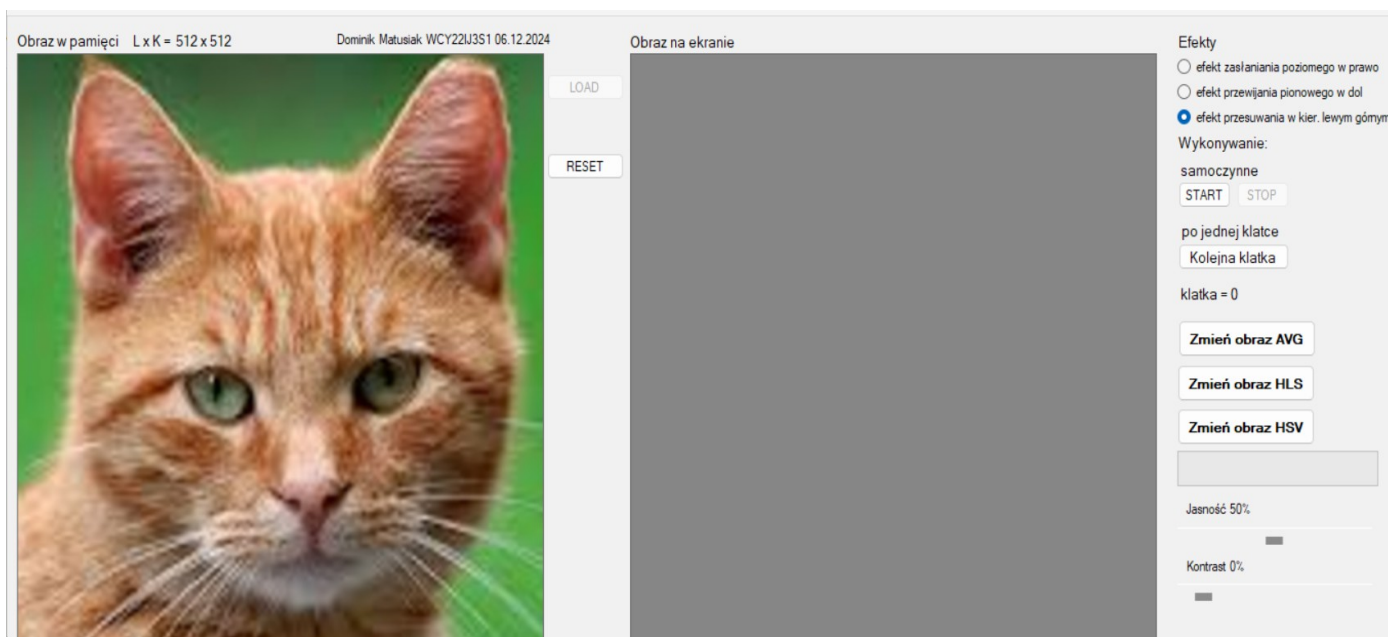 Obraz w pamięci L x K = 512 x 512
Dominik Matusiak WCY22IJ3S1 06.12.2024
LOAD
RESET
Obraz na ekranie
Efekty
efekt zasłaniania poziomego w prawo
efekt przewijania pionowego w dol
efekt przesuwania w kier. lewym górnym
Wykonywanie:
samoczynne
START STOP
po jednej klatce
Kolejna klatka
klatka = 0
Zmień obraz AVG
Zmień obraz HLS
Zmień obraz HSV
Jasność 50%
Kontrast 0%